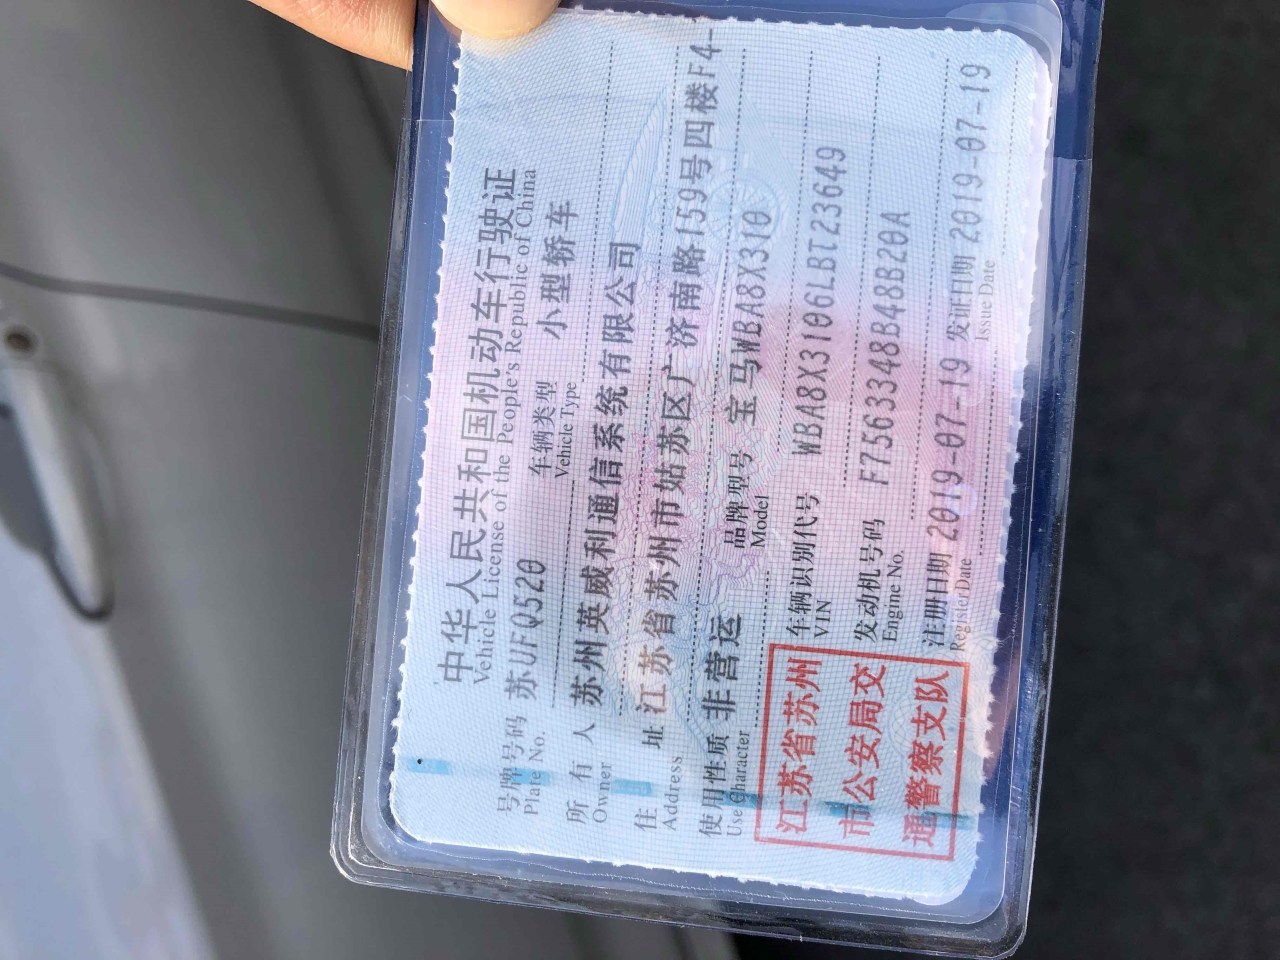 中华人民共和国机动车行驶证
Vehicle License of the People's Republic of China
号牌号码 苏UFQ520 车辆类型 小型轿车
Plate No. Vehicle Type
所有人 苏州英威利通信系统有限公司
Owner
住址 江苏省苏州市姑苏区广济南路159号四楼F4-
Address
使用性质 非营运 品牌型号 宝马WBA8X310
Use Character Model
江苏省苏州
市公安局交
通警察支队
车辆识别代号 WBA8X3106LBT23649
VIN
发动机号码 F7563348B48B20A
Engine No.
注册日期 2019-07-19 发证日期 2019-07-19
Register Date Issue Date